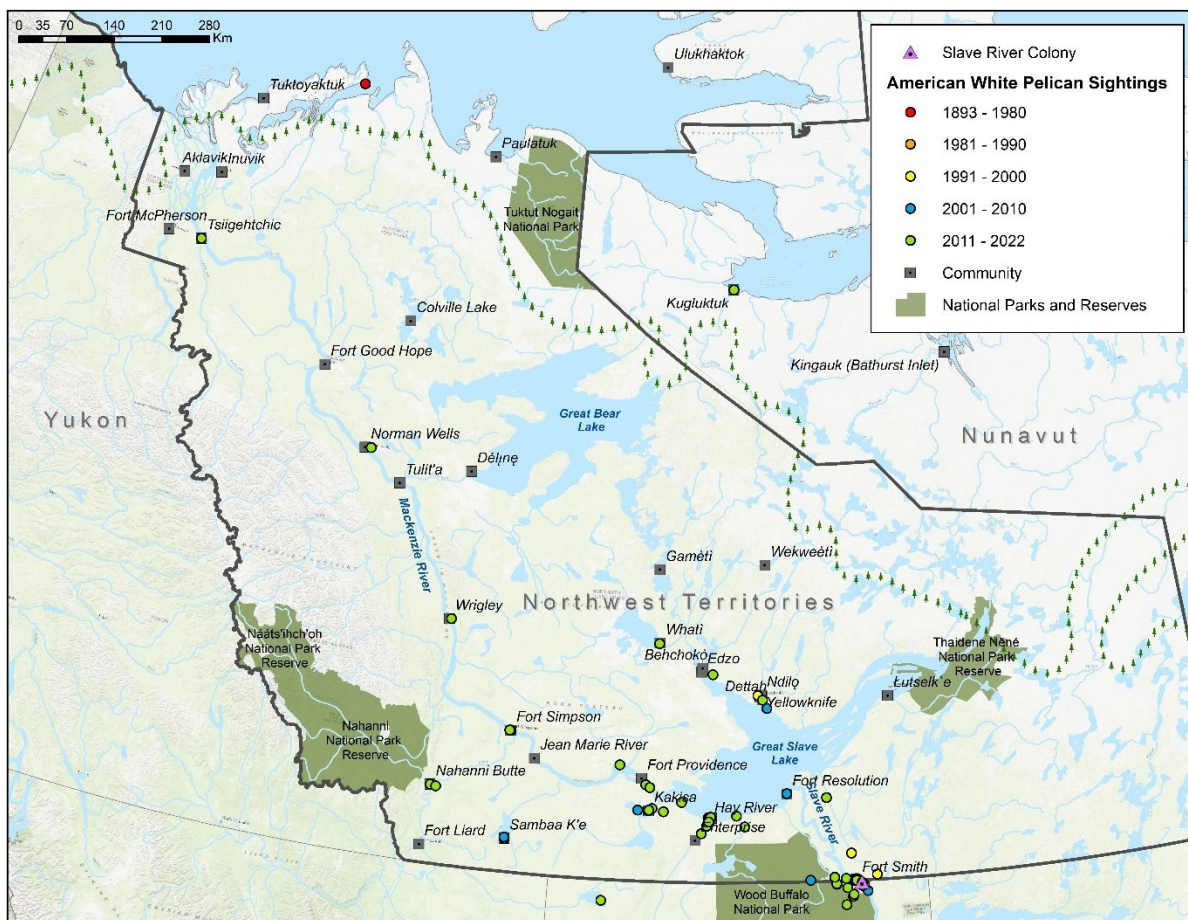 0 35 70 140 210 280
Km
Slave River Colony
American White Pelican Sightings
1893 - 1980
1981 - 1990
1991 - 2000
2001 - 2010
2011 - 2022
Community
National Parks and Reserves
Ulukhaktok
Tuktoyaktuk
Paulatuk
Aklavik
Inuvik
Tuktut Nogait
National Park
Fort McPherson
Tsiigehtchic
Kugluktuk
Colville Lake
Kingauk (Bathurst Inlet)
Fort Good Hope
Yukon
Great Bear
Lake
Nunavut
Norman Wells
Tulit'a
Délı̨nę
Mackenzie River
Gamètì
Wekweètì
Wrigley
Northwest Territories
Nááts'ihch'oh
National Park
Reserve
Whatì
Behchokò
Edzo
Thaidene Nëné
National Park
Reserve
Dettah
Ndilǫ
Yellowknife
Łutselk'e
Nahanni
National Park
Reserve
Fort Simpson
Jean Marie River
Great Slave
Lake
Nahanni Butte
Fort Providence
Fort Resolution
Kakisa
Hay River
Slave River
Enterprise
Fort Liard
Sambaa K'e
Fort Smith
Wood Buffalo
National Park